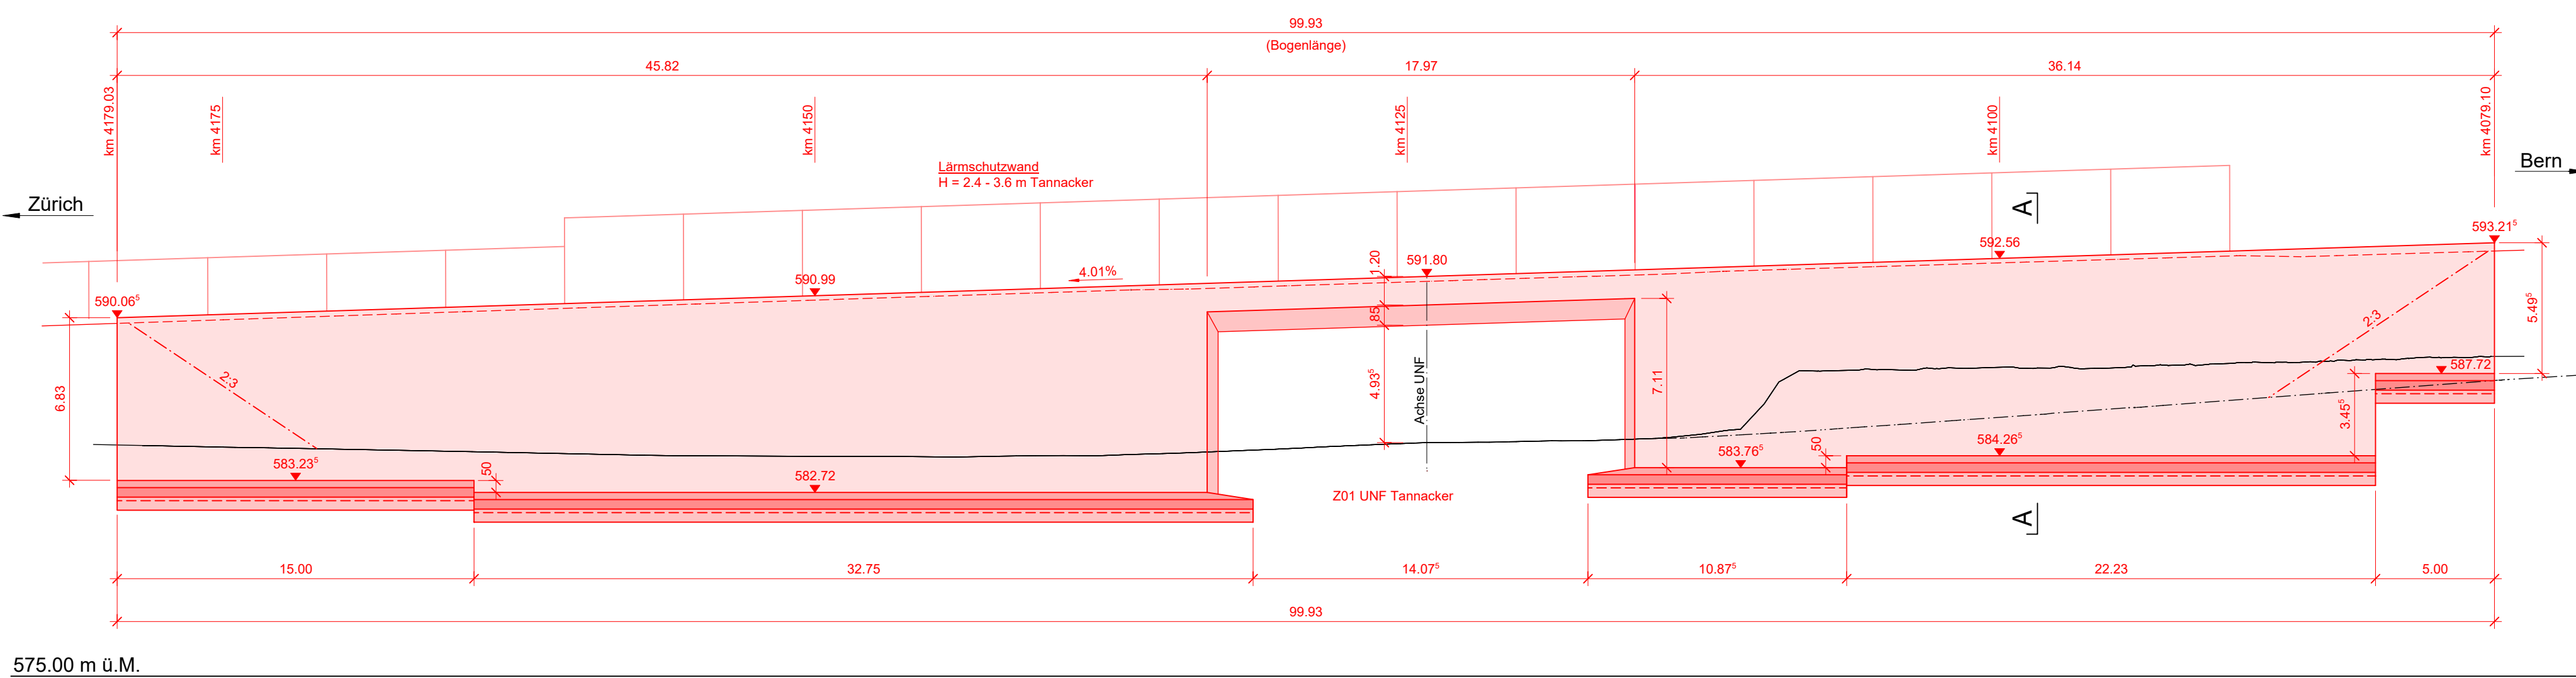 99.93
(Bogenlänge)
45.82
17.97
36.14
km 4179.03
km 4175
km 4150
km 4125
km 4100
km 4079.10
Lärmschutzwand
H = 2.4 - 3.6 m Tannacker
Zürich
Bern
A
590.06⁵
590.99
4.01%
1.20
591.80
592.56
593.21⁵
85
4.93⁵
Achse UNF
7.11
2:3
2:3
5.49⁵
587.72
6.83
3.45⁵
583.23⁵
50
582.72
583.76⁵
50
584.26⁵
Z01 UNF Tannacker
A
15.00
32.75
14.07⁵
10.87⁵
22.23
5.00
99.93
575.00 m ü.M.